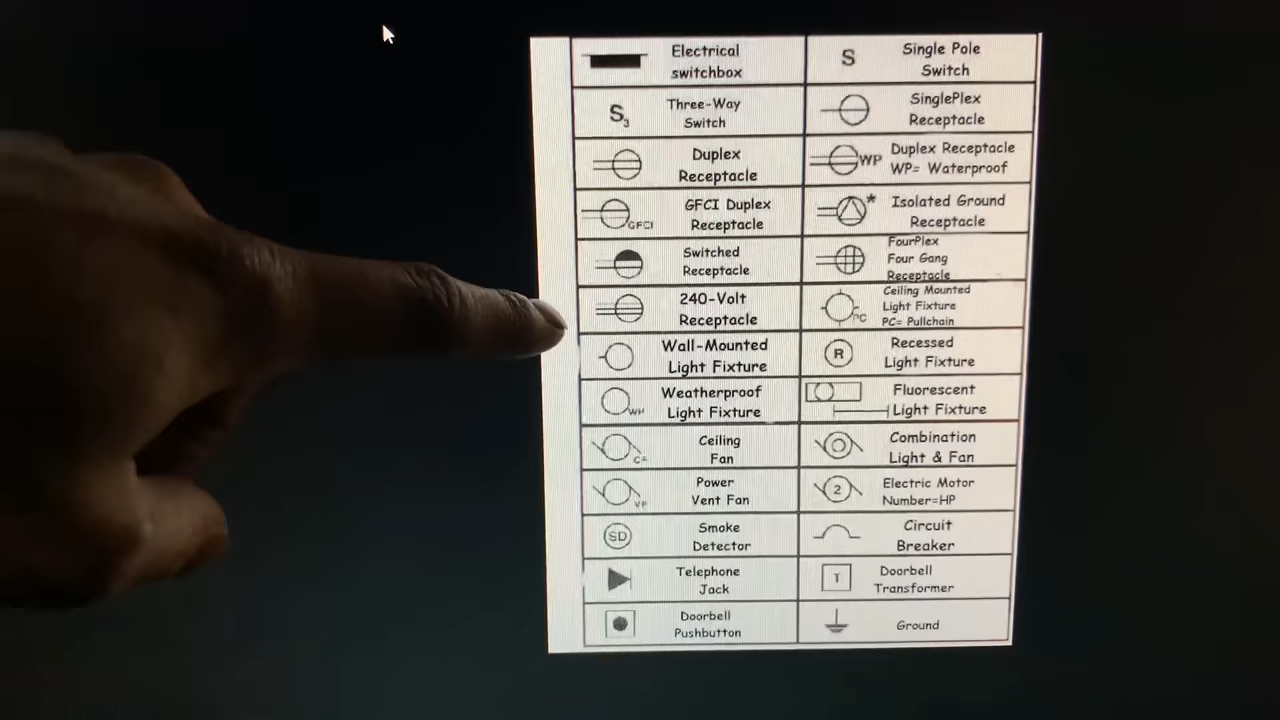 Electrical
switchbox
S
Single Pole
Switch
S3
Three-Way
Switch
SinglePlex
Receptacle
Duplex
Receptacle
WP
Duplex Receptacle
WP= Waterproof
GFCI
GFCI Duplex
Receptacle
*
Isolated Ground
Receptacle
Switched
Receptacle
FourPlex
Four Gang
Receptacle
240-Volt
Receptacle
PC
Ceiling Mounted
Light Fixture
PC= Pullchain
Wall-Mounted
Light Fixture
R
Recessed
Light Fixture
WP
Weatherproof
Light Fixture
Fluorescent
Light Fixture
C=
Ceiling
Fan
Combination
Light & Fan
VP
Power
Vent Fan
2
Electric Motor
Number=HP
SD
Smoke
Detector
Circuit
Breaker
Telephone
Jack
T
Doorbell
Transformer
Doorbell
Pushbutton
Ground